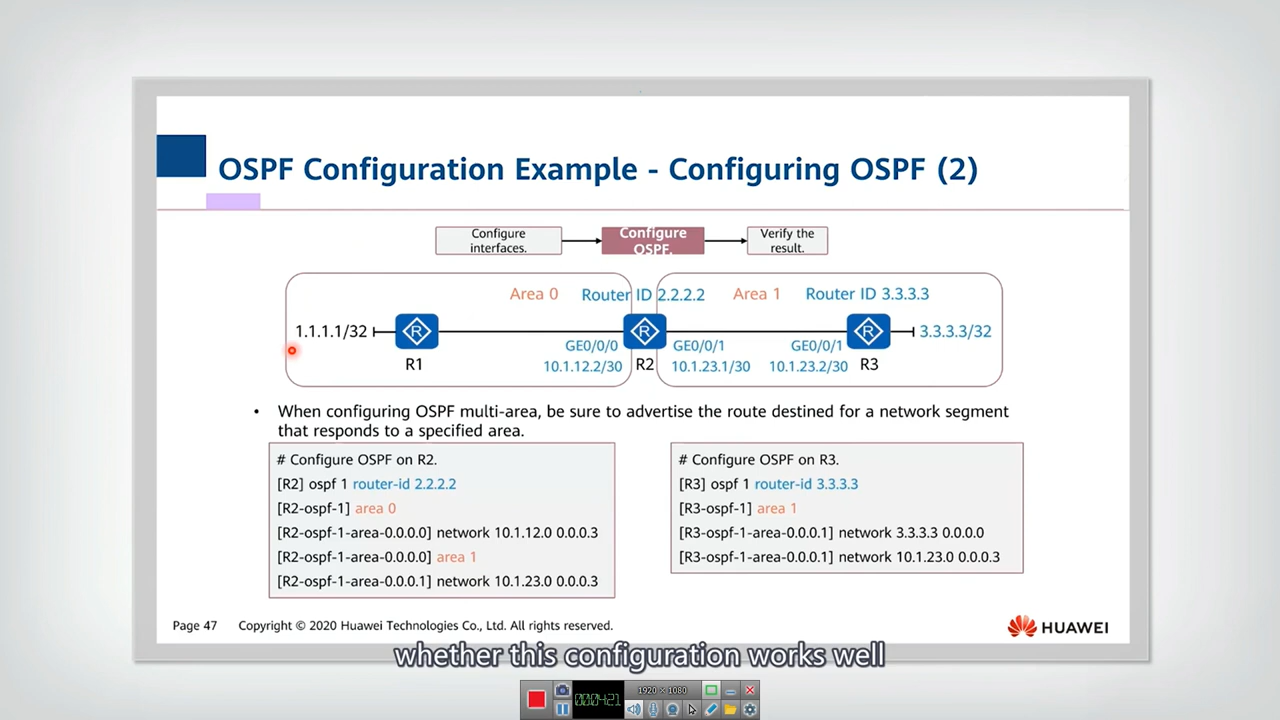 OSPF Configuration Example - Configuring OSPF (2)
Configure
interfaces.
Configure
OSPF.
Verify the
result.
Area 0
Router ID 2.2.2.2
Area 1
Router ID 3.3.3.3
1.1.1.1/32
R
R
R
3.3.3.3/32
GE0/0/0
GE0/0/1
GE0/0/1
R1
10.1.12.2/30
R2
10.1.23.1/30
10.1.23.2/30
R3
• When configuring OSPF multi-area, be sure to advertise the route destined for a network segment
that responds to a specified area.
# Configure OSPF on R2.
[R2] ospf 1 router-id 2.2.2.2
[R2-ospf-1] area 0
[R2-ospf-1-area-0.0.0.0] network 10.1.12.0 0.0.0.3
[R2-ospf-1-area-0.0.0.0] area 1
[R2-ospf-1-area-0.0.0.1] network 10.1.23.0 0.0.0.3
# Configure OSPF on R3.
[R3] ospf 1 router-id 3.3.3.3
[R3-ospf-1] area 1
[R3-ospf-1-area-0.0.0.1] network 3.3.3.3 0.0.0.0
[R3-ospf-1-area-0.0.0.1] network 10.1.23.0 0.0.0.3
Page 47 Copyright © 2020 Huawei Technologies Co., Ltd. All rights reserved.
HUAWEI
whether this configuration works well
1920 × 1080
000:04:21